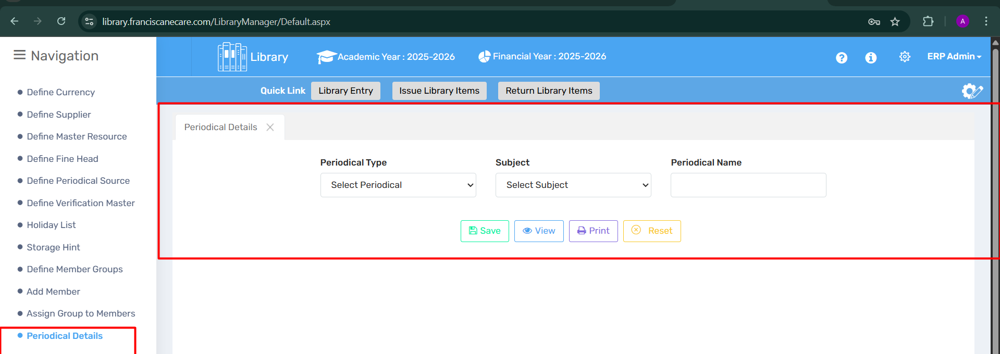 library.franciscanecare.com/LibraryManager/Default.aspx
A
Navigation
Library
Academic Year : 2025-2026
Financial Year : 2025-2026
ERP Admin
Quick Link
Library Entry
Issue Library Items
Return Library Items
Define Currency
Define Supplier
Define Master Resource
Define Fine Head
Define Periodical Source
Define Verification Master
Holiday List
Storage Hint
Define Member Groups
Add Member
Assign Group to Members
Periodical Details
Periodical Details
Periodical Type
Subject
Periodical Name
Select Periodical
Select Subject
Save
View
Print
Reset